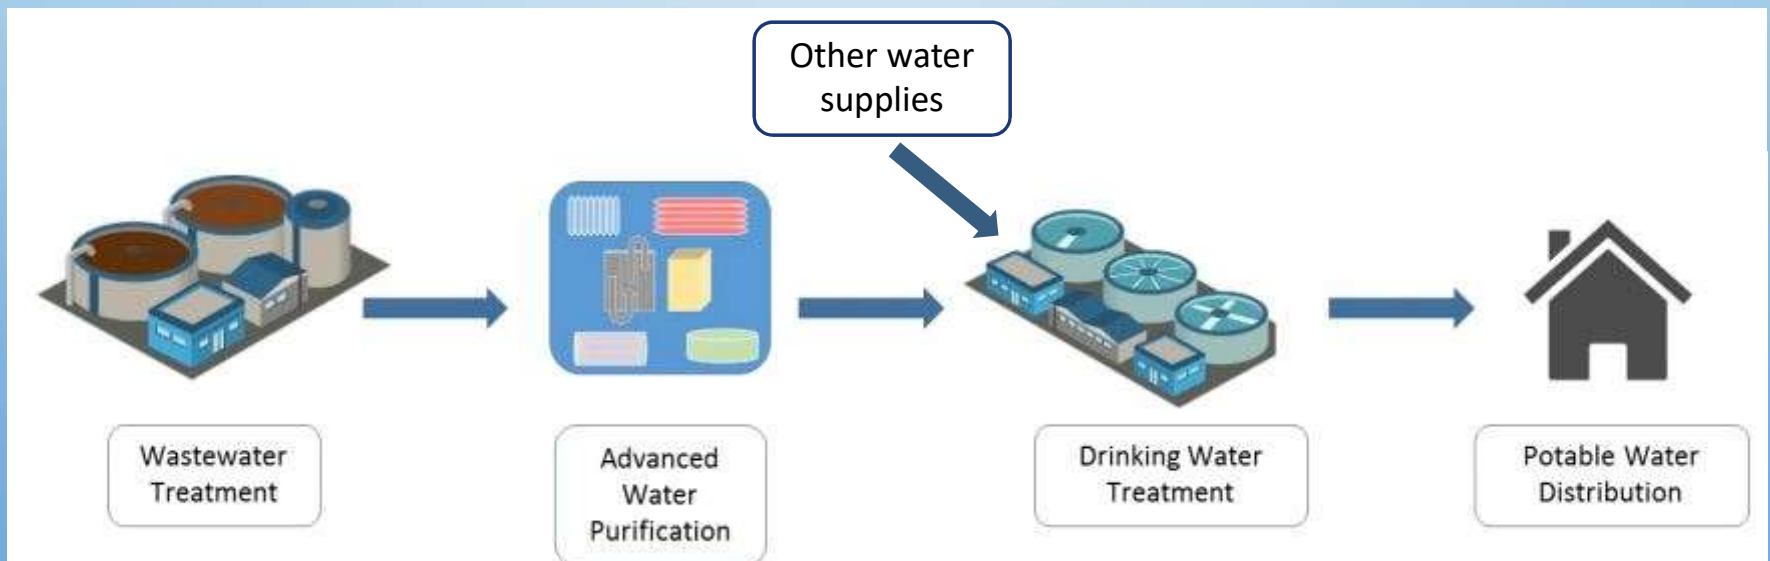 Other water
supplies
Wastewater
Treatment
Advanced
Water
Purification
Drinking Water
Treatment
Potable Water
Distribution